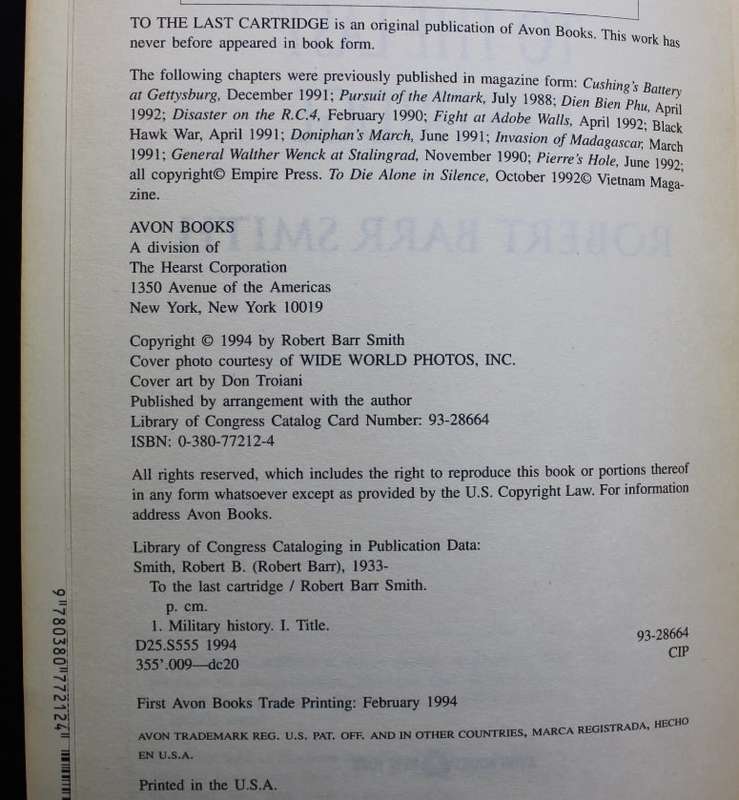 TO THE LAST CARTRIDGE is an original publication of Avon Books. This work has
never before appeared in book form.
The following chapters were previously published in magazine form: Cushing's Battery
at Gettysburg, December 1991; Pursuit of the Altmark, July 1988; Dien Bien Phu, April
1992; Disaster on the R.C.4, February 1990; Fight at Adobe Walls, April 1992; Black
Hawk War, April 1991; Doniphan's March, June 1991; Invasion of Madagascar, March
1991; General Walther Wenck at Stalingrad, November 1990; Pierre's Hole, June 1992;
all copyright© Empire Press. To Die Alone in Silence, October 1992© Vietnam Maga-
zine.
AVON BOOKS
A division of
The Hearst Corporation
1350 Avenue of the Americas
New York, New York 10019
Copyright © 1994 by Robert Barr Smith
Cover photo courtesy of WIDE WORLD PHOTOS, INC.
Cover art by Don Troiani
Published by arrangement with the author
Library of Congress Catalog Card Number: 93-28664
ISBN: 0-380-77212-4
All rights reserved, which includes the right to reproduce this book or portions thereof
in any form whatsoever except as provided by the U.S. Copyright Law. For information
address Avon Books.
Library of Congress Cataloging in Publication Data:
Smith, Robert B. (Robert Barr), 1933-
To the last cartridge / Robert Barr Smith.
p. cm.
1. Military history. I. Title.
D25.S555 1994 93-28664
355'.009—dc20 CIP
First Avon Books Trade Printing: February 1994
AVON TRADEMARK REG. U.S. PAT. OFF. AND IN OTHER COUNTRIES, MARCA REGISTRADA, HECHO
EN U.S.A.
Printed in the U.S.A.
9 780380 772124
ROBERT BARR SMITH